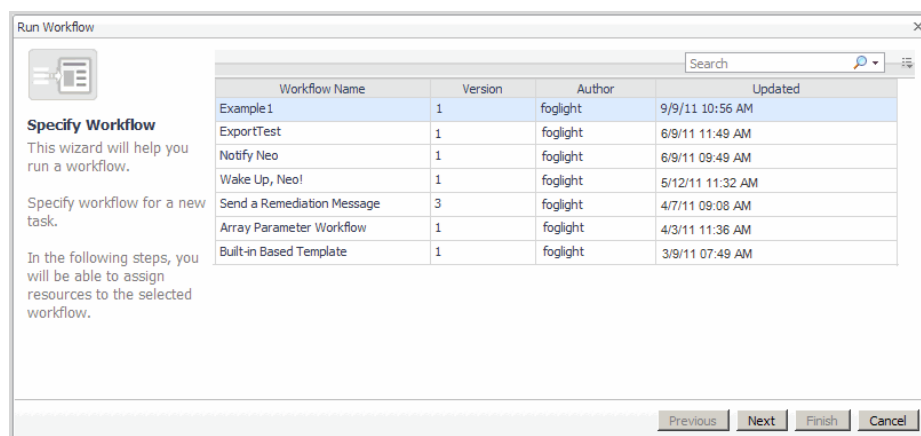 Run Workflow
Search
Workflow Name Version Author Updated
Example1 1 foglight 9/9/11 10:56 AM
ExportTest 1 foglight 6/9/11 11:49 AM
Notify Neo 1 foglight 6/9/11 09:49 AM
Wake Up, Neo! 1 foglight 5/12/11 11:32 AM
Send a Remediation Message 3 foglight 4/7/11 09:08 AM
Array Parameter Workflow 1 foglight 4/3/11 11:36 AM
Built-in Based Template 1 foglight 3/9/11 07:49 AM
Specify Workflow
This wizard will help you
run a workflow.
Specify workflow for a new
task.
In the following steps, you
will be able to assign
resources to the selected
workflow.
Previous Next Finish Cancel